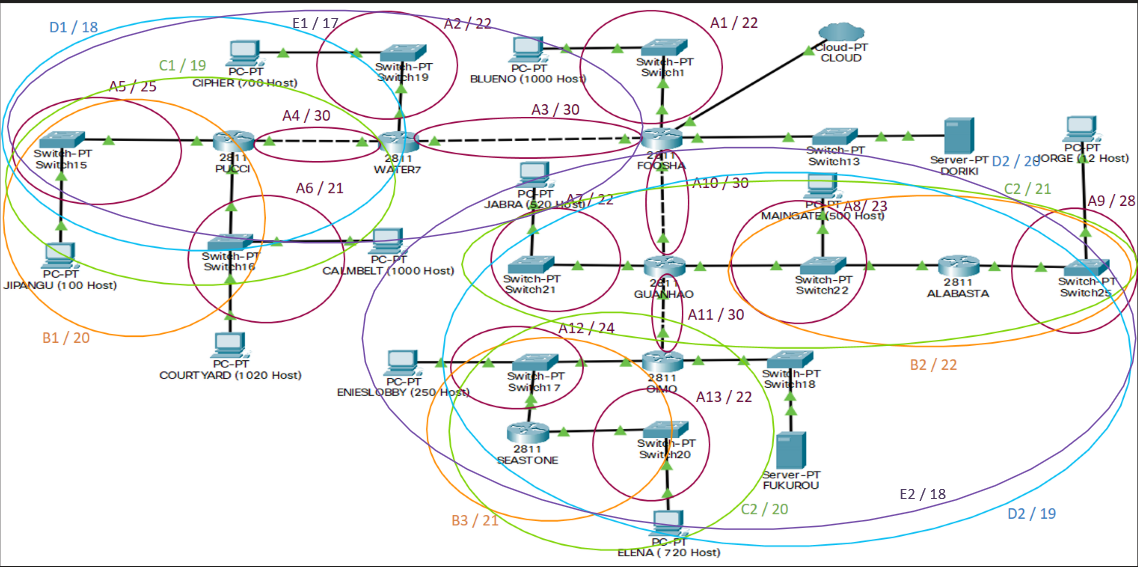 D1 / 18
E1 / 17
A2 / 22
A1 / 22
Cloud-PT
CLOUD
C1 /19
PC-PT
CIPHER (700 Host)
Switch-PT
Switch19
PC-PT
BLUENO (1000 Host)
Switch-PT
Switch1
A5 / 25
A4 / 30
A3 / 30
Switch-PT
Switch15
2811
PUCCI
2811
WATER7
2811
FOOSHA
Switch-PT
Switch13
Server-PT
DORIKI
PC-PT
JORGE (12 Host)
D2 / 20
A6 / 21
PC-PT
JABRA (520 Host)
A7 / 22
A10 / 30
PC-PT
MAINGATE (500 Host)
A8/ 23
C2 / 21
A9 / 28
PC-PT
JIPANGU (100 Host)
Switch-PT
Switch16
PC-PT
CALMBELT (1000 Host)
Switch-PT
Switch21
2811
GUANHAO
Switch-PT
Switch22
2811
ALABASTA
Switch-PT
Switch25
A11 / 30
B1 / 20
PC-PT
COURTYARD (1020 Host)
A12 / 24
B2 / 22
PC-PT
ENIESLOBBY (250 Host)
Switch-PT
Switch17
2811
OIMO
Switch-PT
Switch18
A13 / 22
2811
SEASTONE
Switch-PT
Switch20
Server-PT
FUKUROU
B3 / 21
C2 / 20
E2 / 18
D2 / 19
PC-PT
ELENA ( 720 Host)